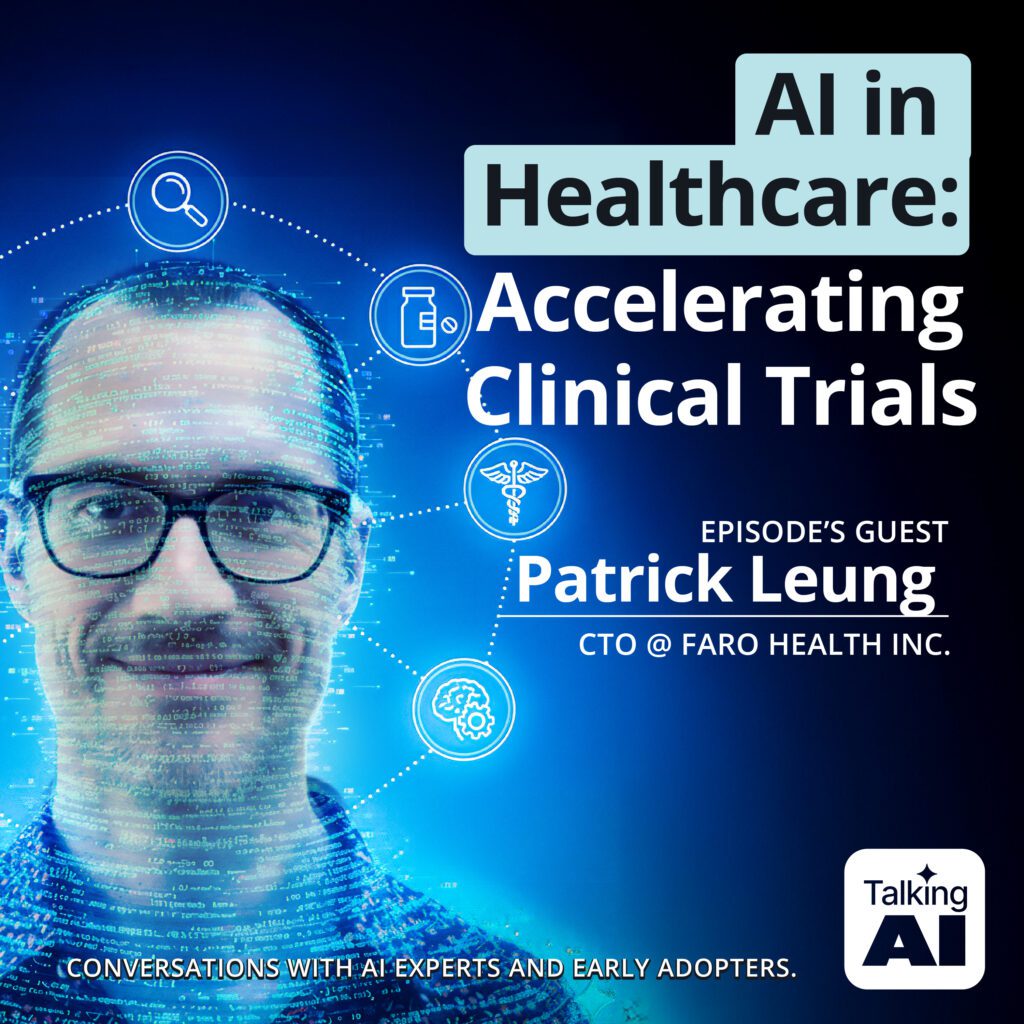 AI in
Healthcare:
Accelerating
Clinical Trials
EPISODE’S GUEST
Patrick Leung
CTO @ FARO HEALTH INC.
Talking
AI
CONVERSATIONS WITH AI EXPERTS AND EARLY ADOPTERS.